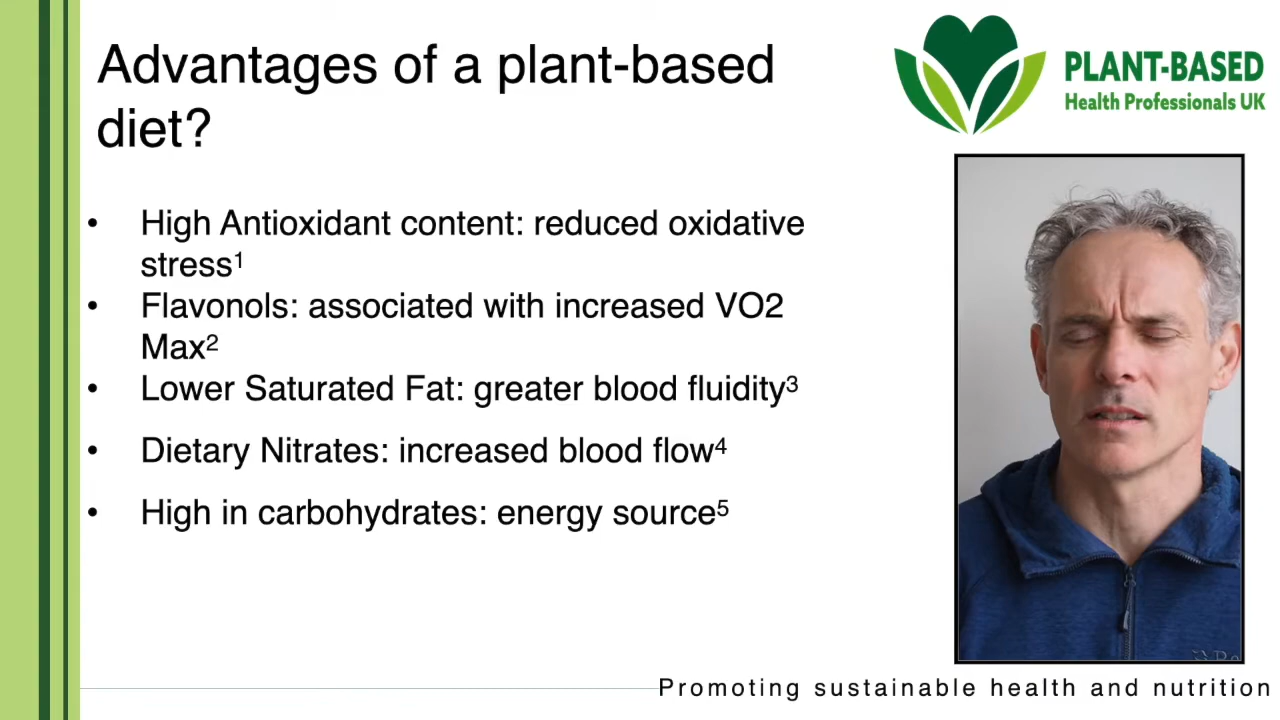 Advantages of a plant-based
diet?
PLANT-BASED
Health Professionals UK
• High Antioxidant content: reduced oxidative
stress¹
• Flavonols: associated with increased VO2
Max²
• Lower Saturated Fat: greater blood fluidity³
• Dietary Nitrates: increased blood flow⁴
• High in carbohydrates: energy source⁵
Promoting sustainable health and nutrition